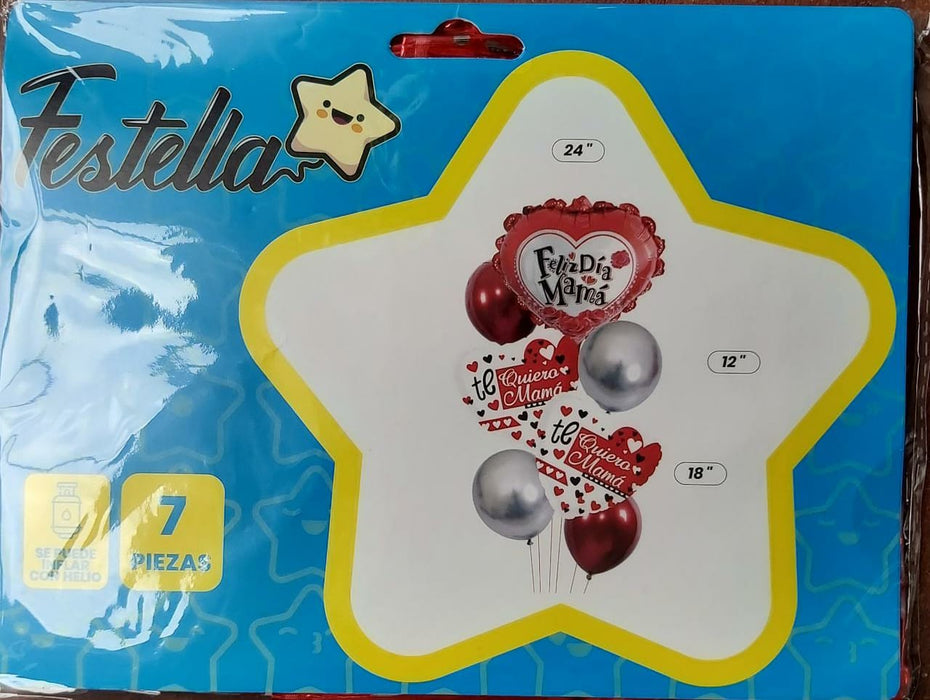 Festella
24"
Feliz Día
Mamá
12"
te Quiero
Mamá
te Quiero
Mamá
18"
SE PUEDE
INFLAR
CON HELIO
7
PIEZAS